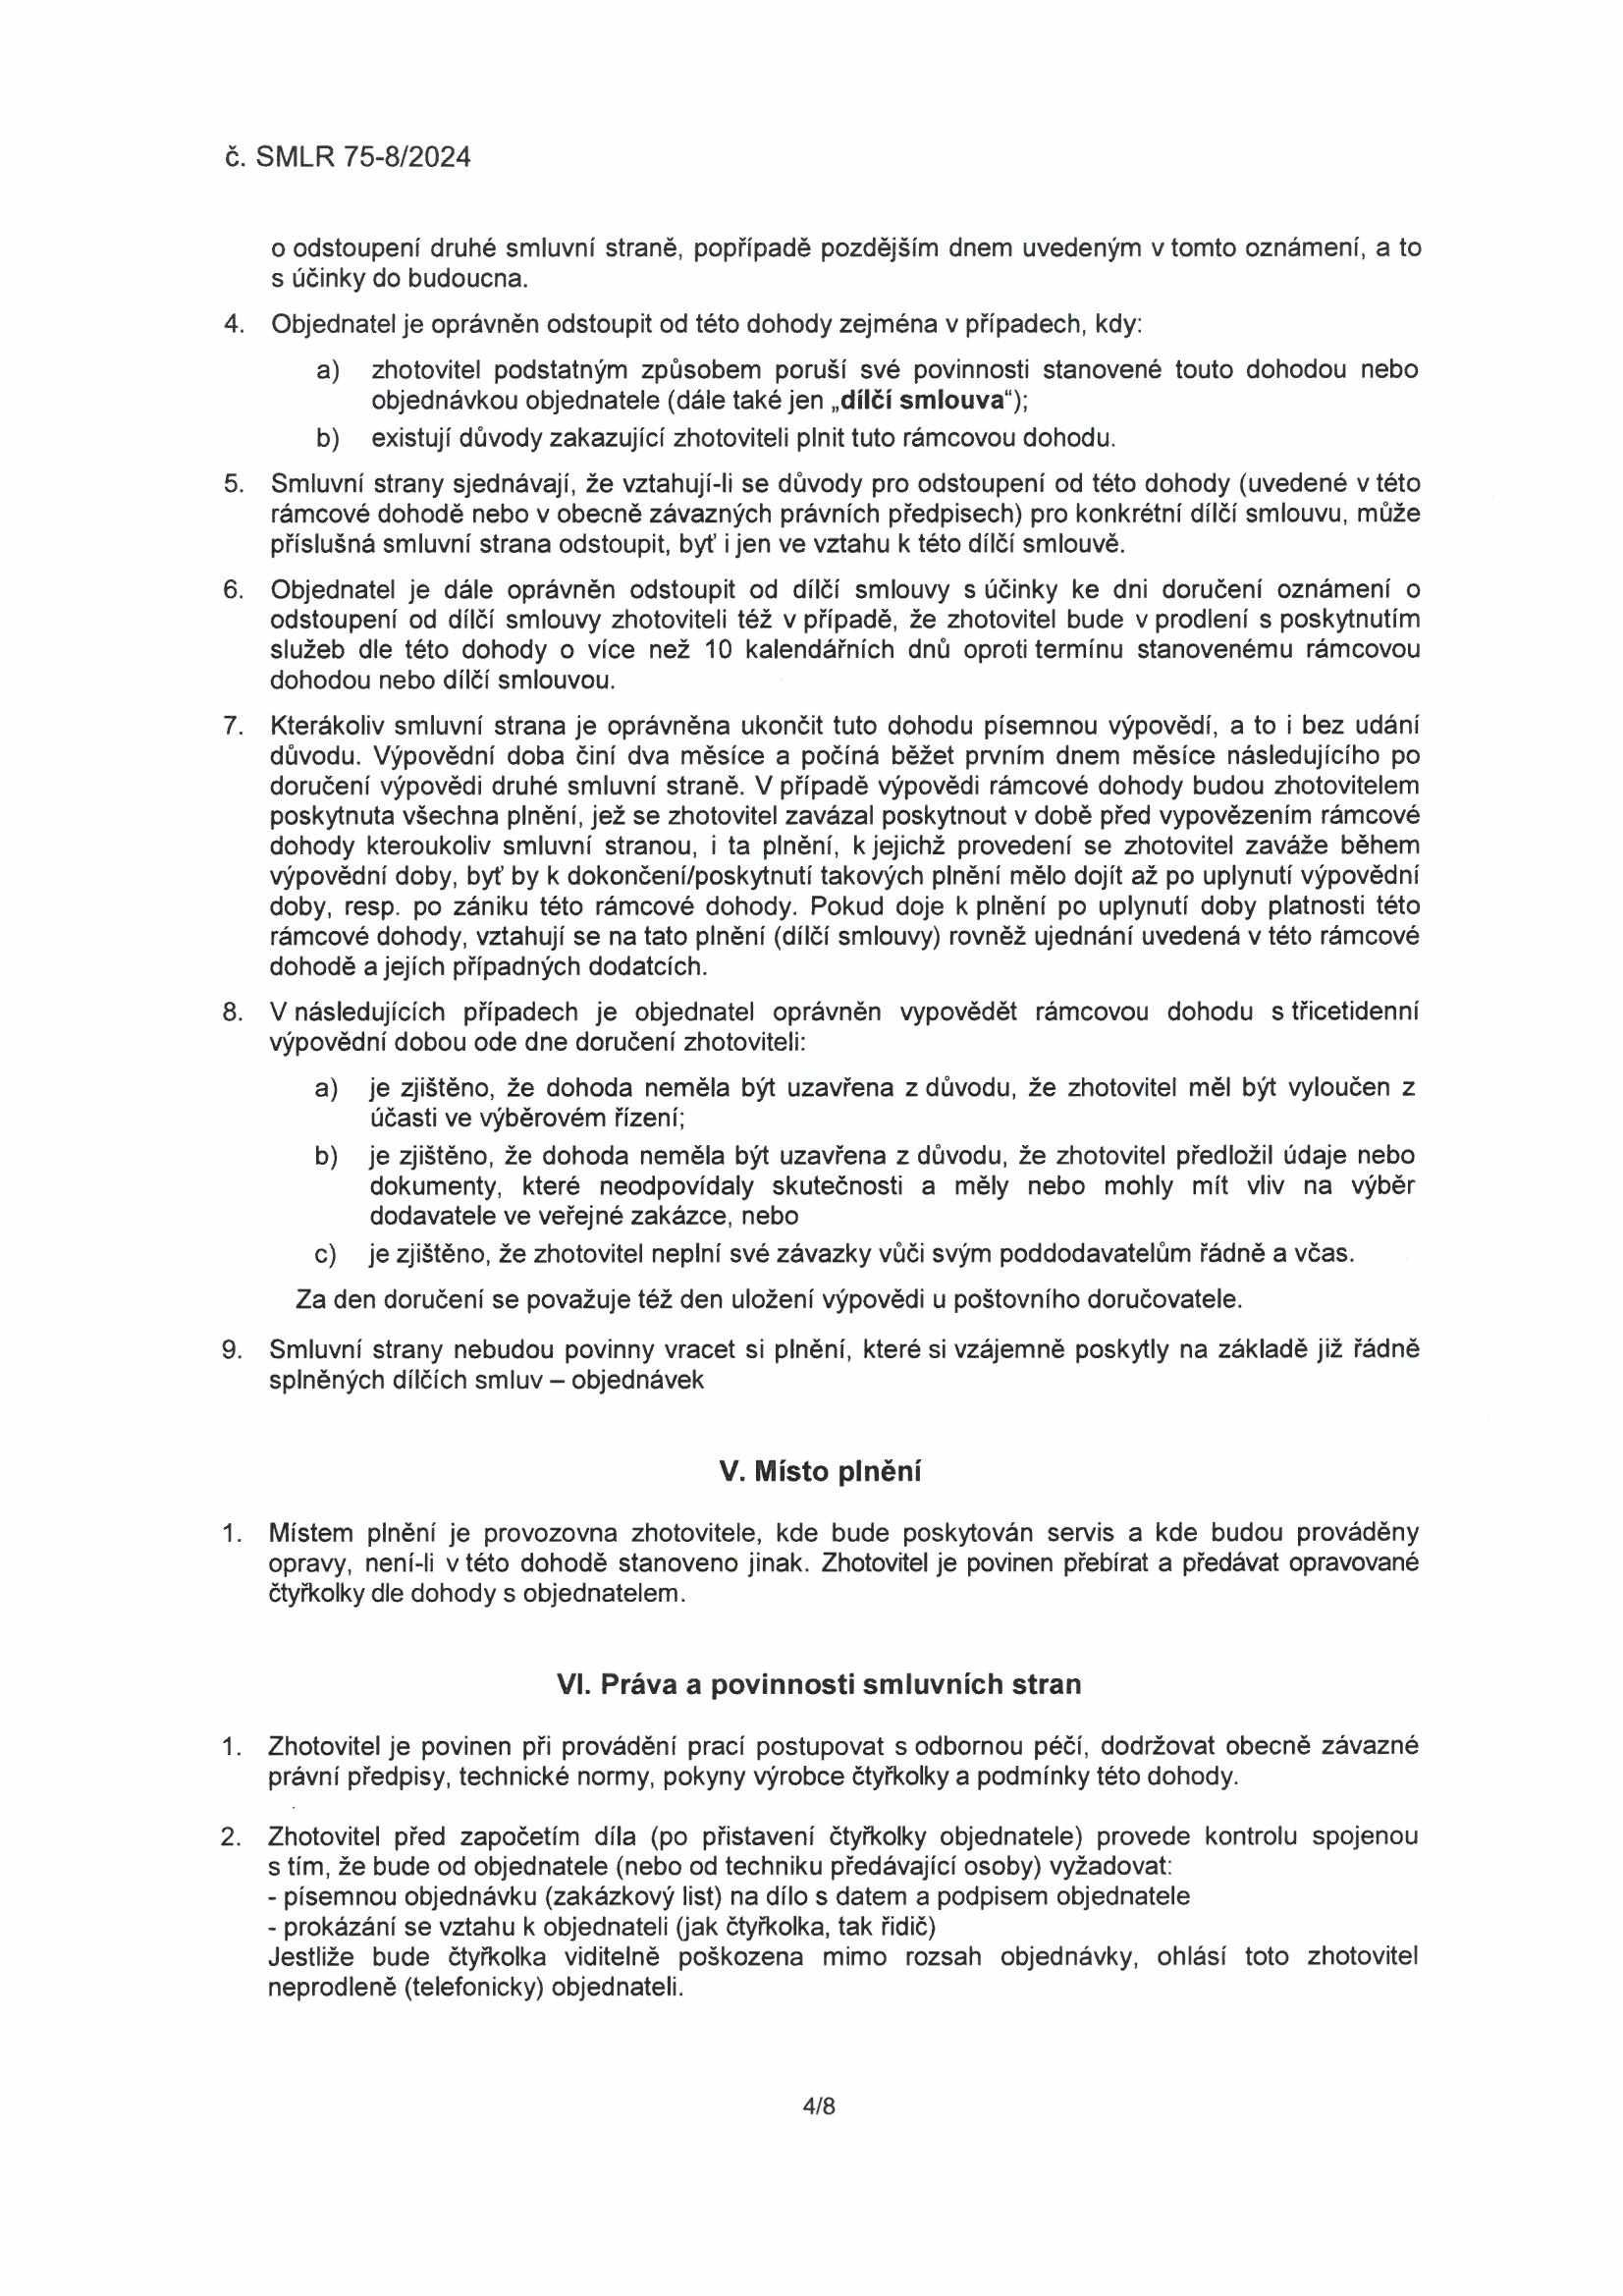 č. SMLR 75-8/2024
o odstoupení druhé smluvní straně, popřípadě pozdějším dnem uvedeným v tomto oznámení, a to
s účinky do budoucna.
4. Objednatel je oprávněn odstoupit od této dohody zejména v případech, kdy:
a) zhotovitel podstatným způsobem poruší své povinnosti stanovené touto dohodou nebo
objednávkou objednatele (dále také jen „dílčí smlouva“);
b) existují důvody zakazující zhotoviteli plnit tuto rámcovou dohodu.
5. Smluvní strany sjednávají, že vztahují-li se důvody pro odstoupení od této dohody (uvedené v této
rámcové dohodě nebo v obecně závazných právních předpisech) pro konkrétní dílčí smlouvu, může
příslušná smluvní strana odstoupit, byť i jen ve vztahu k této dílčí smlouvě.
6. Objednatel je dále oprávněn odstoupit od dílčí smlouvy s účinky ke dni doručení oznámení o
odstoupení od dílčí smlouvy zhotoviteli též v případě, že zhotovitel bude v prodlení s poskytnutím
služeb dle této dohody o více než 10 kalendářních dnů oproti termínu stanovenému rámcovou
dohodou nebo dílčí smlouvou.
7. Kterákoliv smluvní strana je oprávněna ukončit tuto dohodu písemnou výpovědí, a to i bez udání
důvodu. Výpovědní doba činí dva měsíce a počíná běžet prvním dnem měsíce následujícího po
doručení výpovědi druhé smluvní straně. V případě výpovědi rámcové dohody budou zhotovitelem
poskytnuta všechna plnění, jež se zhotovitel zavázal poskytnout v době před vypovězením rámcové
dohody kteroukoliv smluvní stranou, i ta plnění, k jejichž provedení se zhotovitel zaváže během
výpovědní doby, byť by k dokončení/poskytnutí takových plnění mělo dojít až po uplynutí výpovědní
doby, resp. po zániku této rámcové dohody. Pokud doje k plnění po uplynutí doby platnosti této
rámcové dohody, vztahují se na tato plnění (dílčí smlouvy) rovněž ujednání uvedená v této rámcové
dohodě a jejích případných dodatcích.
8. V následujících případech je objednatel oprávněn vypovědět rámcovou dohodu s třicetidenní
výpovědní dobou ode dne doručení zhotoviteli:
a) je zjištěno, že dohoda neměla být uzavřena z důvodu, že zhotovitel měl být vyloučen z
účasti ve výběrovém řízení;
b) je zjištěno, že dohoda neměla být uzavřena z důvodu, že zhotovitel předložil údaje nebo
dokumenty, které neodpovídaly skutečnosti a měly nebo mohly mít vliv na výběr
dodavatele ve veřejné zakázce, nebo
c) je zjištěno, že zhotovitel neplní své závazky vůči svým poddodavatelům řádně a včas.
Za den doručení se považuje též den uložení výpovědi u poštovního doručovatele.
9. Smluvní strany nebudou povinny vracet si plnění, které si vzájemně poskytly na základě již řádně
splněných dílčích smluv – objednávek
V. Místo plnění
1. Místem plnění je provozovna zhotovitele, kde bude poskytován servis a kde budou prováděny
opravy, není-li v této dohodě stanoveno jinak. Zhotovitel je povinen přebírat a předávat opravované
čtyřkolky dle dohody s objednatelem.
VI. Práva a povinnosti smluvních stran
1. Zhotovitel je povinen při provádění prací postupovat s odbornou péčí, dodržovat obecně závazné
právní předpisy, technické normy, pokyny výrobce čtyřkolky a podmínky této dohody.
2. Zhotovitel před započetím díla (po přistavení čtyřkolky objednatele) provede kontrolu spojenou
s tím, že bude od objednatele (nebo od techniku předávající osoby) vyžadovat:
- písemnou objednávku (zakázkový list) na dílo s datem a podpisem objednatele
- prokázání se vztahu k objednateli (jak čtyřkolka, tak řidič)
Jestliže bude čtyřkolka viditelně poškozena mimo rozsah objednávky, ohlásí toto zhotovitel
neprodleně (telefonicky) objednateli.
4/8